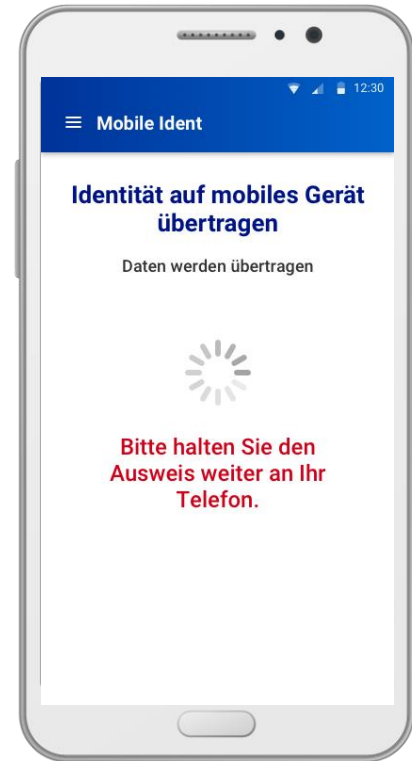 12:30
Mobile Ident
Identität auf mobiles Gerät
übertragen
Daten werden übertragen
Bitte halten Sie den
Ausweis weiter an Ihr
Telefon.